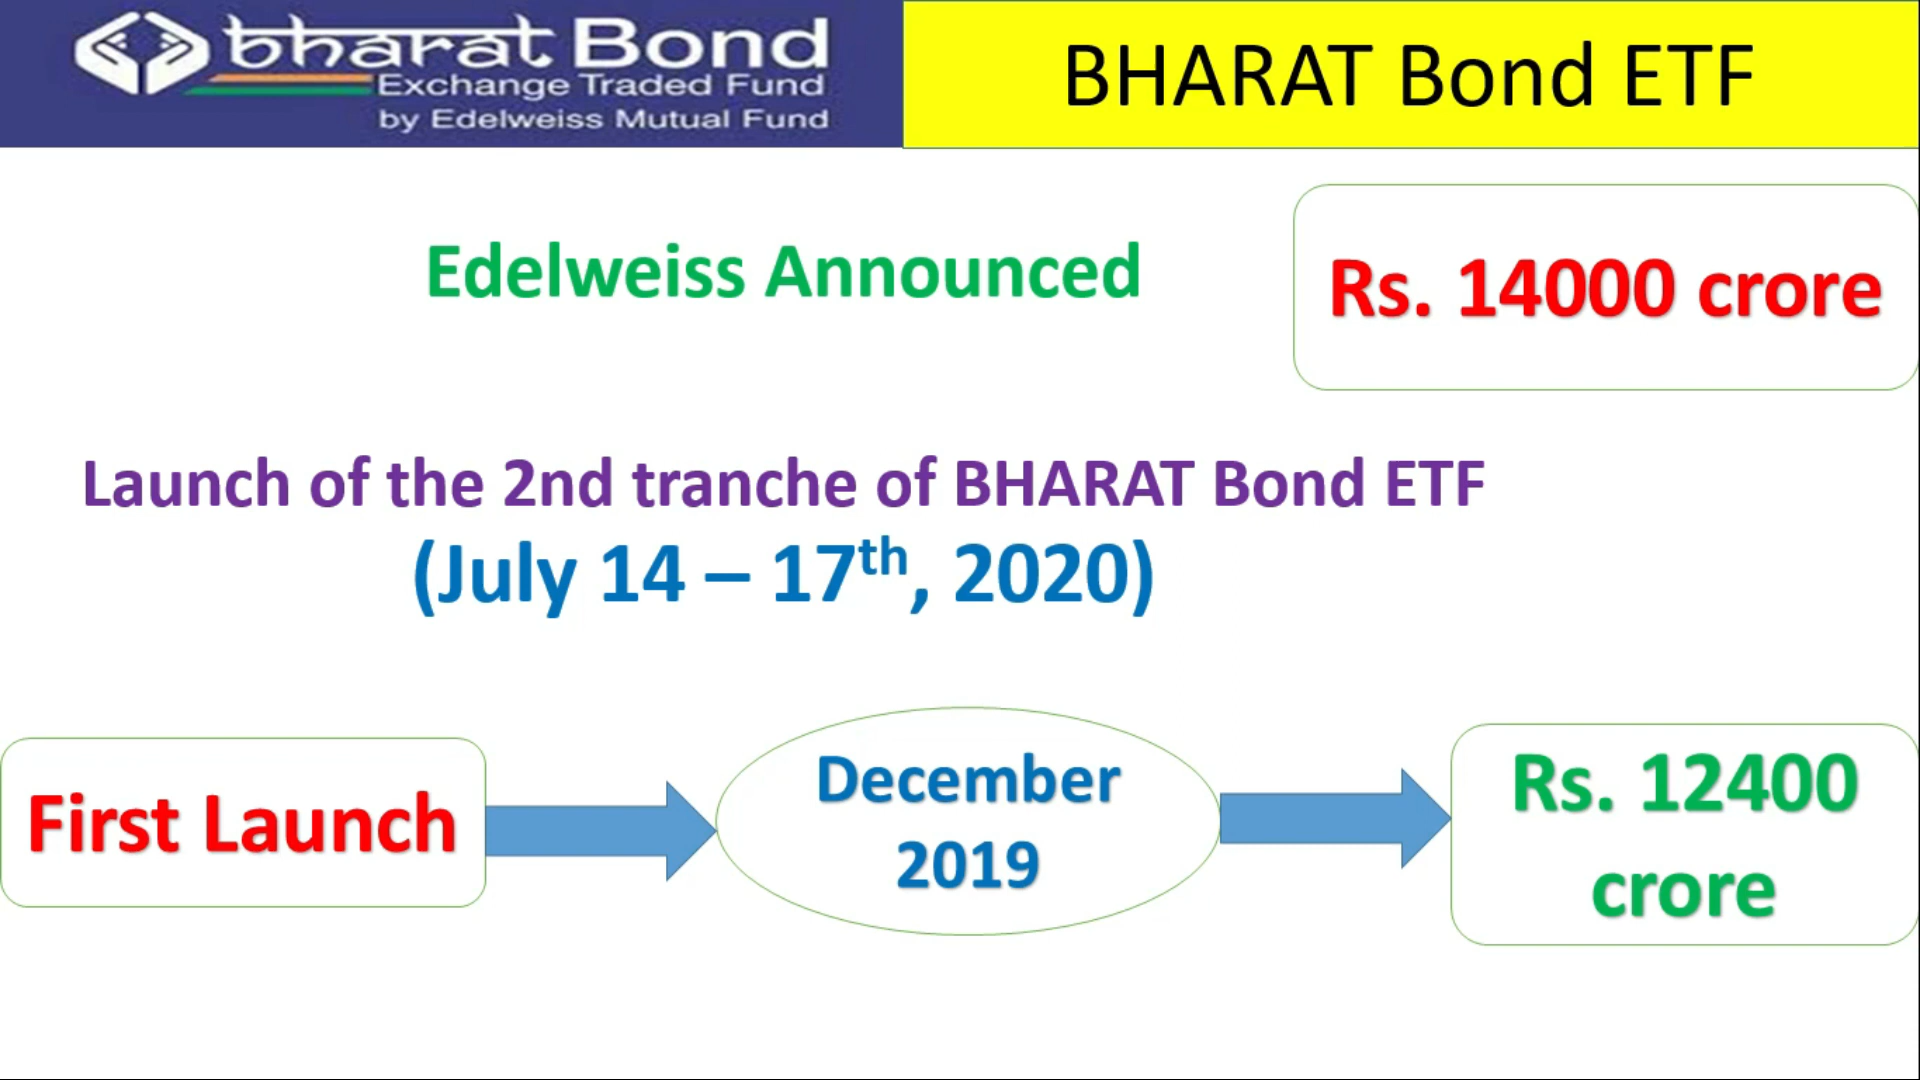 bharat Bond
Exchange Traded Fund
by Edelweiss Mutual Fund
BHARAT Bond ETF
Edelweiss Announced
Rs. 14000 crore
Launch of the 2nd tranche of BHARAT Bond ETF
(July 14 – 17th, 2020)
First Launch
December
2019
Rs. 12400
crore